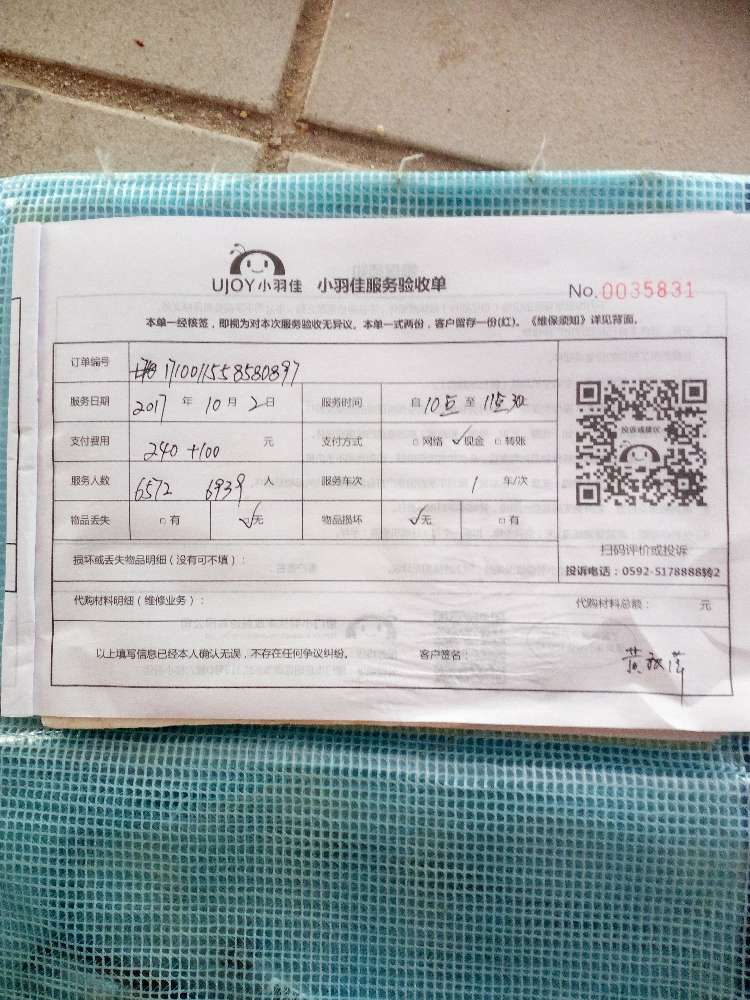 UJOY小羽佳 小羽佳服务验收单 No.0035831
本单一经核签，即视为对本次服务验收无异议。本单一式两份，客户留存一份(红)。《维保须知》详见背面。
订单编号 171001158580897
服务日期 2017 年 10 月 2 日 服务时间 自 10点 至 11点30
支付费用 240 +100 元 支付方式 □ 网络 ✓现金 □ 转账
服务人数 6572 6939 人 服务车次 1 车/次
物品丢失 □ 有 ✓无 物品损坏 ✓无 □ 有
投诉或建议
扫码评价或投诉
投诉电话：0592-5178888转2
损坏或丢失物品明细（没有可不填）：
代购材料明细（维修业务）： 代购材料总额： 元
以上填写信息已经本人确认无误，不存在任何争议纠纷。 客户签名：